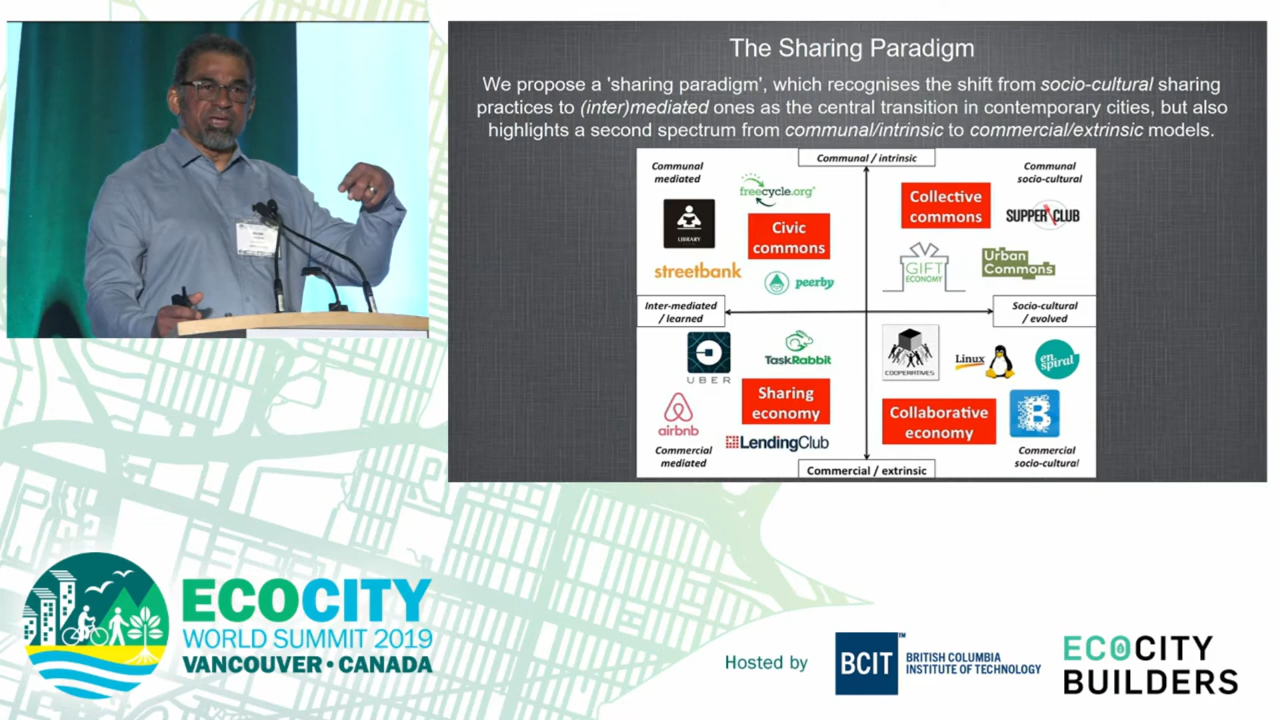 The Sharing Paradigm
We propose a 'sharing paradigm', which recognises the shift from socio-cultural sharing
practices to (inter)mediated ones as the central transition in contemporary cities, but also
highlights a second spectrum from communal/intrinsic to commercial/extrinsic models.
Communal / intrinsic
Communal
mediated
freecycle.org
LIBRARY
Civic
commons
streetbank
peerby
Communal
socio-cultural
Collective
commons
SUPPER CLUB
GIFT
ECONOMY
Urban
Commons
Inter-mediated
/ learned
Socio-cultural
/ evolved
UBER
TaskRabbit
Sharing
economy
airbnb
LendingClub
Commercial
mediated
COOPERATIVES
Linux
en
spiral
Collaborative
economy
B
Commercial
socio-cultural
Commercial / extrinsic
ECOCITY
WORLD SUMMIT 2019
VANCOUVER • CANADA
Hosted by
BCIT
TM
BRITISH COLUMBIA
INSTITUTE OF TECHNOLOGY
ECOCITY
BUILDERS